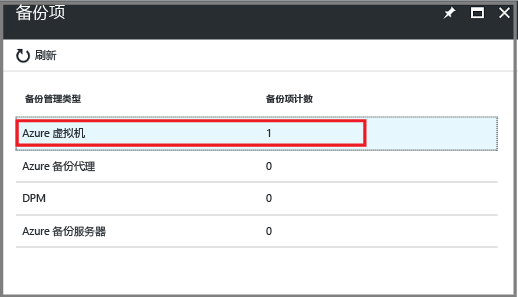 备份项
刷新
备份管理类型 备份项计数
Azure 虚拟机 1
Azure 备份代理 0
DPM 0
Azure 备份服务器 0